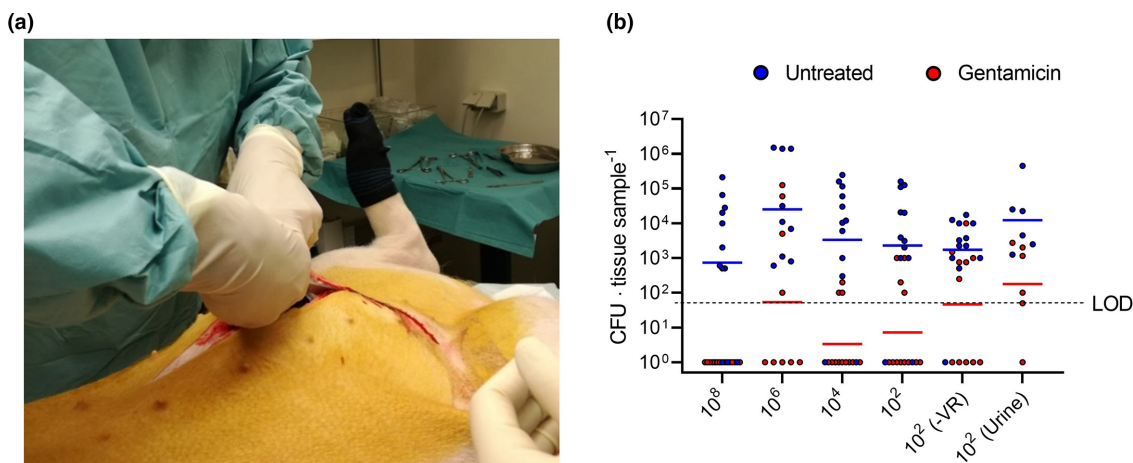 (a)
(b)
Untreated
Gentamicin
CFU · tissue sample⁻¹
10⁷
10⁶
10⁵
10⁴
10³
10²
10¹
10⁰
LOD
10⁸
10⁶
10⁴
10²
10² (-VR)
10² (Urine)